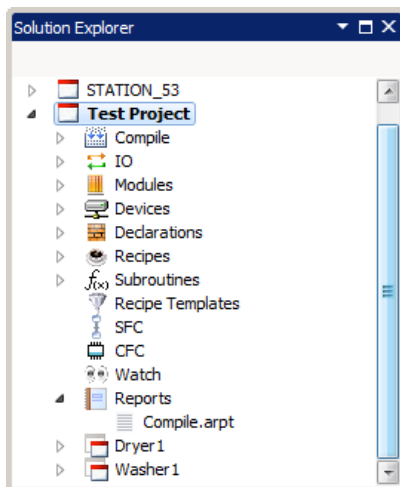 Solution Explorer
STATION_53
Test Project
Compile
IO
Modules
Devices
Declarations
Recipes
f(x) Subroutines
Recipe Templates
SFC
CFC
Watch
Reports
Compile.arpt
Dryer1
Washer1